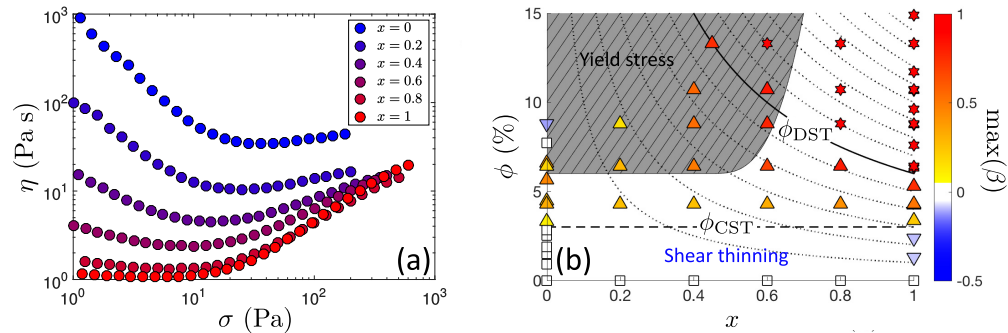 10³
10²
10¹
10⁰
η (Pa s)
10⁰ 10¹ 10² 10³
σ (Pa)
x = 0
x = 0.2
x = 0.4
x = 0.6
x = 0.8
x = 1
(a)
15
10
5
0
ϕ (%)
0 0.2 0.4 0.6 0.8 1
x
Yield stress
ϕDST
ϕCST
Shear thinning
(b)
1
0.5
0
-0.5
max(β)